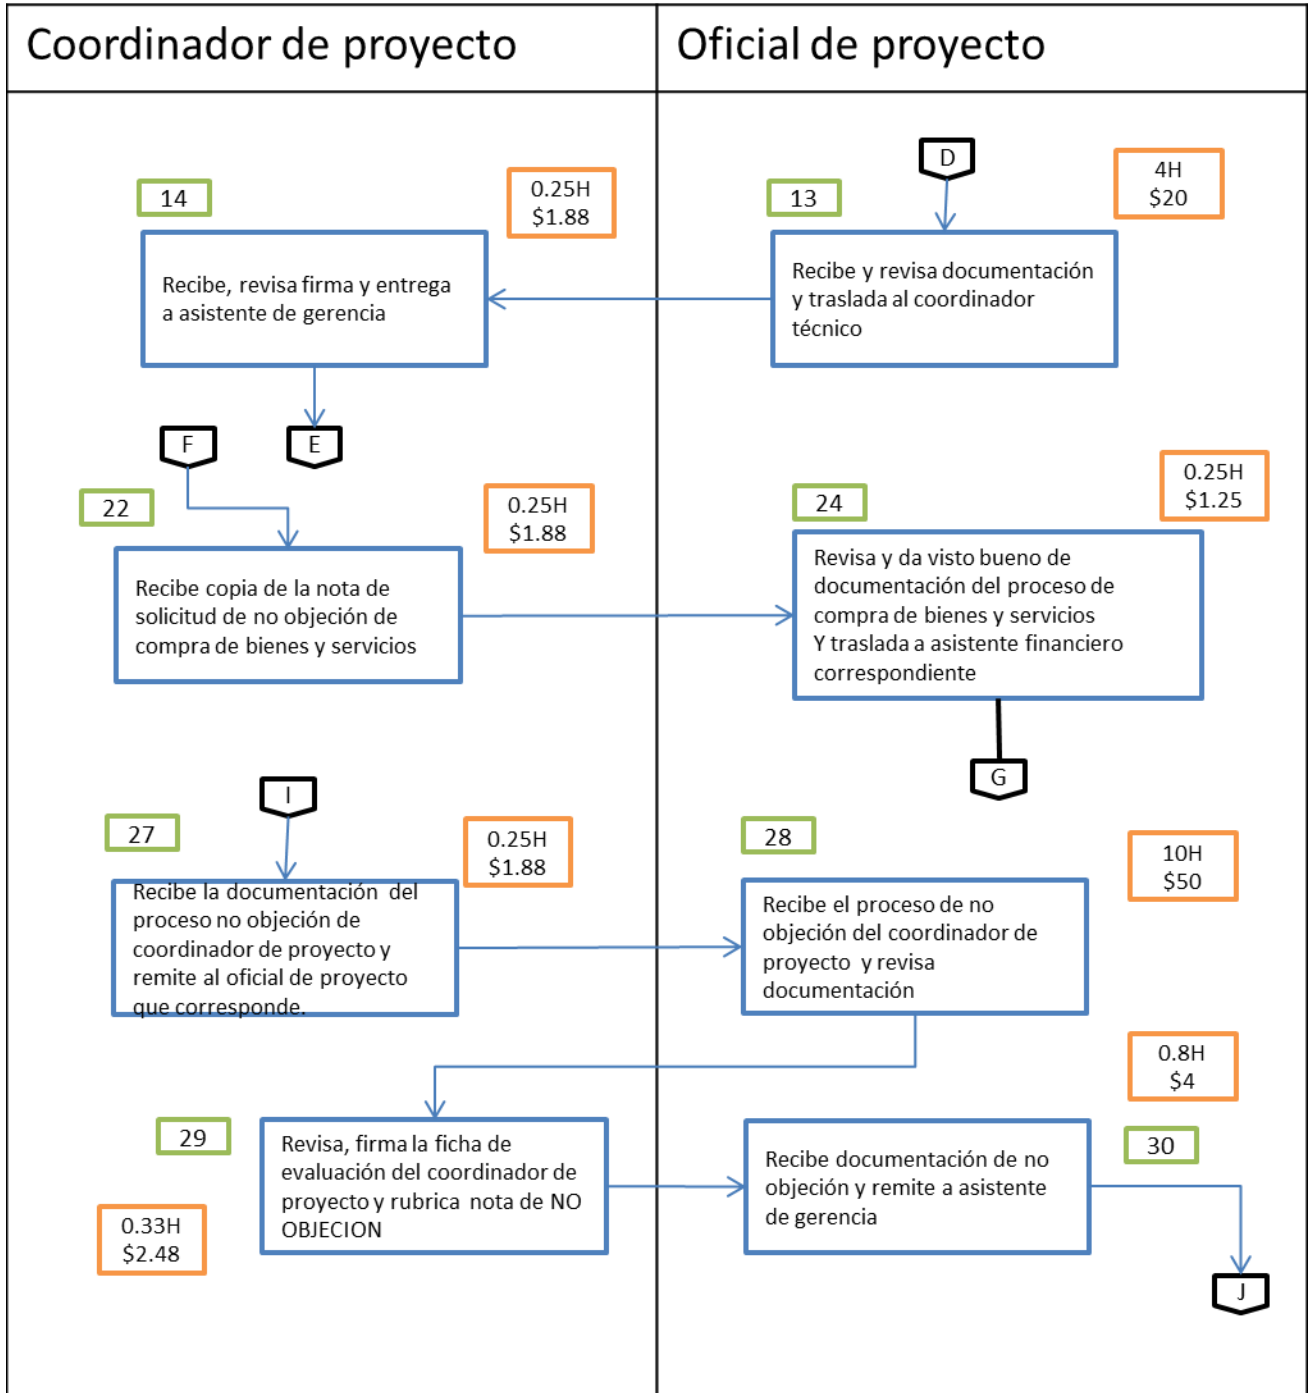 Coordinador de proyecto
Oficial de proyecto
D
4H
$20
13
Recibe y revisa documentación
y traslada al coordinador
técnico
14
0.25H
$1.88
Recibe, revisa firma y entrega
a asistente de gerencia
E
F
22
0.25H
$1.88
Recibe copia de la nota de
solicitud de no objeción de
compra de bienes y servicios
24
0.25H
$1.25
Revisa y da visto bueno de
documentación del proceso de
compra de bienes y servicios
Y traslada a asistente financiero
correspondiente
G
I
27
0.25H
$1.88
Recibe la documentación del
proceso no objeción de
coordinador de proyecto y
remite al oficial de proyecto
que corresponde.
28
10H
$50
Recibe el proceso de no
objeción del coordinador de
proyecto y revisa
documentación
29
0.33H
$2.48
Revisa, firma la ficha de
evaluación del coordinador de
proyecto y rubrica nota de NO
OBJECION
0.8H
$4
30
Recibe documentación de no
objeción y remite a asistente
de gerencia
J